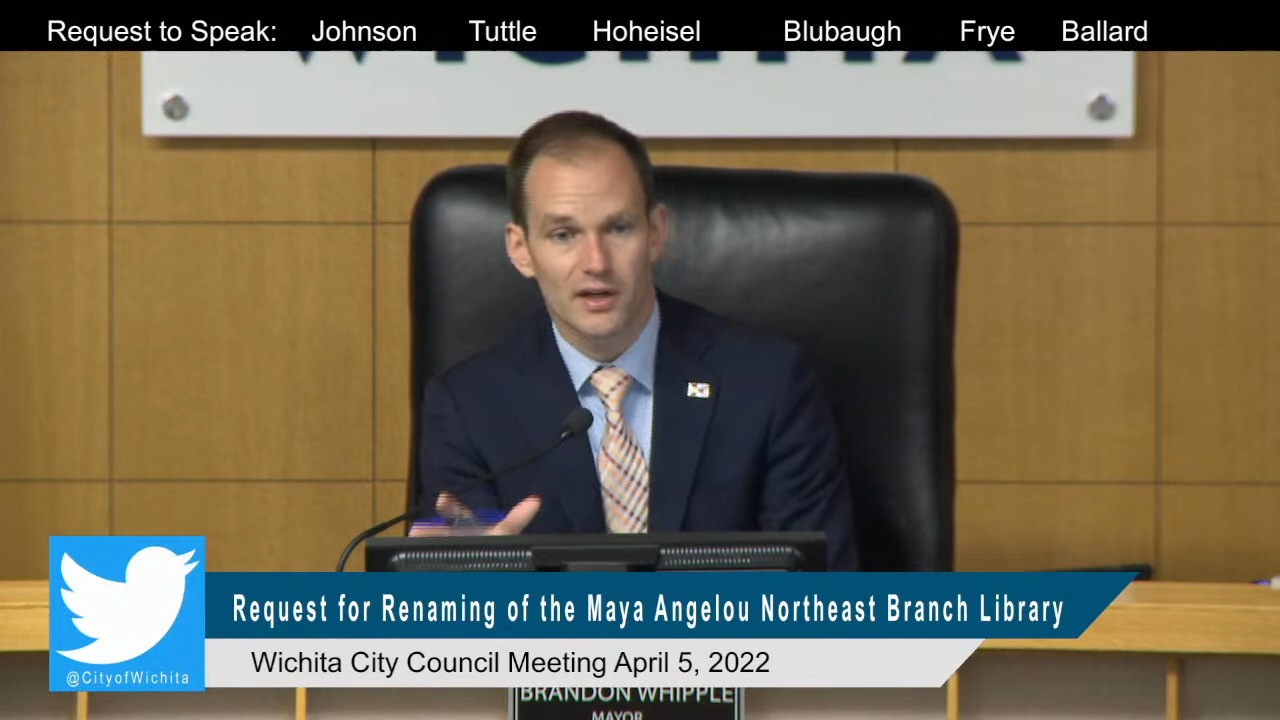 Request to Speak: Johnson Tuttle Hoheisel Blubaugh Frye Ballard
WICHITA
Request for Renaming of the Maya Angelou Northeast Branch Library
Wichita City Council Meeting April 5, 2022
@CityofWichita
BRANDON WHIPPLE
MAYOR